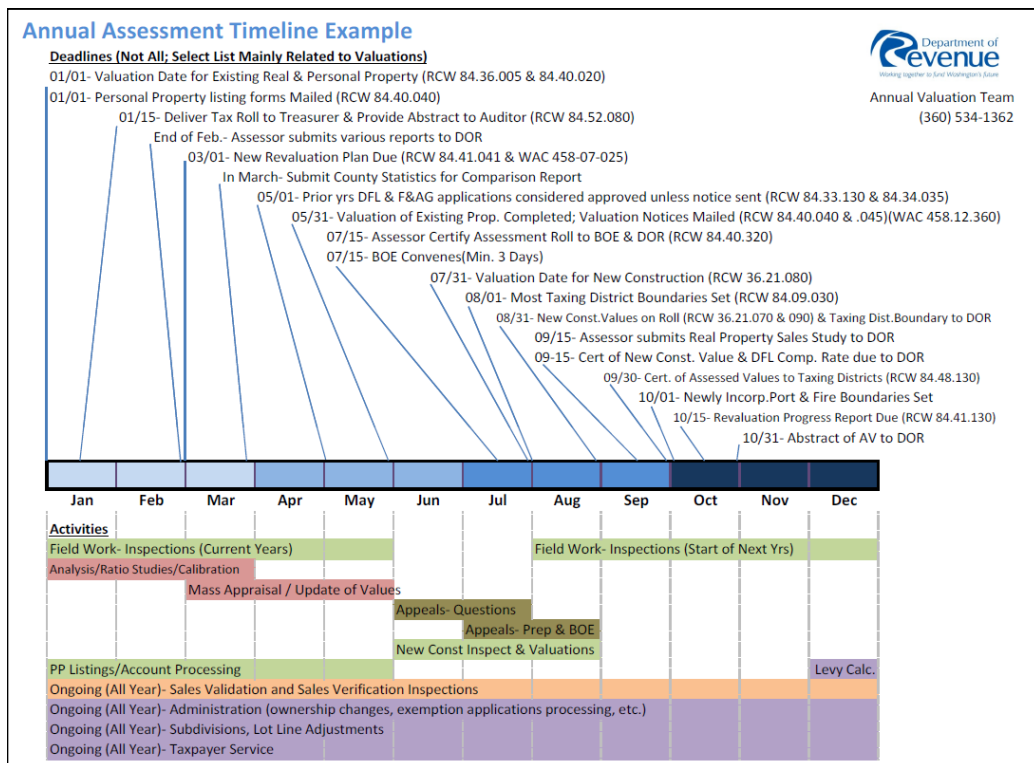 Annual Assessment Timeline Example
Deadlines (Not All; Select List Mainly Related to Valuations)
Department of
Revenue
Working together to fund Washington's future
Annual Valuation Team
(360) 534-1362
01/01- Valuation Date for Existing Real & Personal Property (RCW 84.36.005 & 84.40.020)
01/01- Personal Property listing forms Mailed (RCW 84.40.040)
01/15- Deliver Tax Roll to Treasurer & Provide Abstract to Auditor (RCW 84.52.080)
End of Feb.- Assessor submits various reports to DOR
03/01- New Revaluation Plan Due (RCW 84.41.041 & WAC 458-07-025)
In March- Submit County Statistics for Comparison Report
05/01- Prior yrs DFL & F&AG applications considered approved unless notice sent (RCW 84.33.130 & 84.34.035)
05/31- Valuation of Existing Prop. Completed; Valuation Notices Mailed (RCW 84.40.040 & .045)(WAC 458.12.360)
07/15- Assessor Certify Assessment Roll to BOE & DOR (RCW 84.40.320)
07/15- BOE Convenes(Min. 3 Days)
07/31- Valuation Date for New Construction (RCW 36.21.080)
08/01- Most Taxing District Boundaries Set (RCW 84.09.030)
08/31- New Const.Values on Roll (RCW 36.21.070 & 090) & Taxing Dist.Boundary to DOR
09/15- Assessor submits Real Property Sales Study to DOR
09-15- Cert of New Const. Value & DFL Comp. Rate due to DOR
09/30- Cert. of Assessed Values to Taxing Districts (RCW 84.48.130)
10/01- Newly Incorp.Port & Fire Boundaries Set
10/15- Revaluation Progress Report Due (RCW 84.41.130)
10/31- Abstract of AV to DOR
Jan Feb Mar Apr May Jun Jul Aug Sep Oct Nov Dec
Activities
Field Work- Inspections (Current Years) Field Work- Inspections (Start of Next Yrs)
Analysis/Ratio Studies/Calibration
Mass Appraisal / Update of Values
Appeals- Questions
Appeals- Prep & BOE
New Const Inspect & Valuations
PP Listings/Account Processing Levy Calc.
Ongoing (All Year)- Sales Validation and Sales Verification Inspections
Ongoing (All Year)- Administration (ownership changes, exemption applications processing, etc.)
Ongoing (All Year)- Subdivisions, Lot Line Adjustments
Ongoing (All Year)- Taxpayer Service